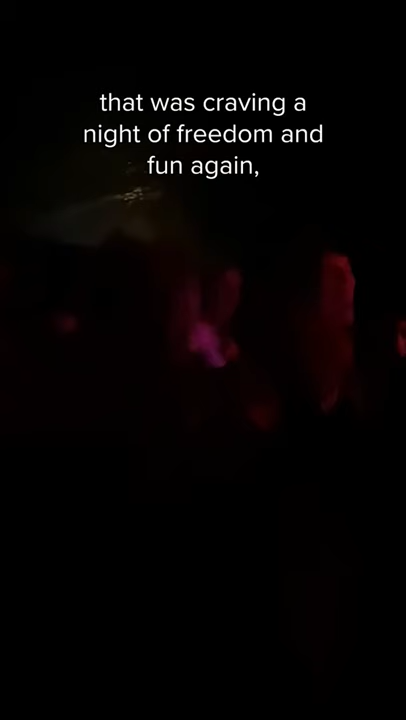 that was craving a
night of freedom and
fun again,